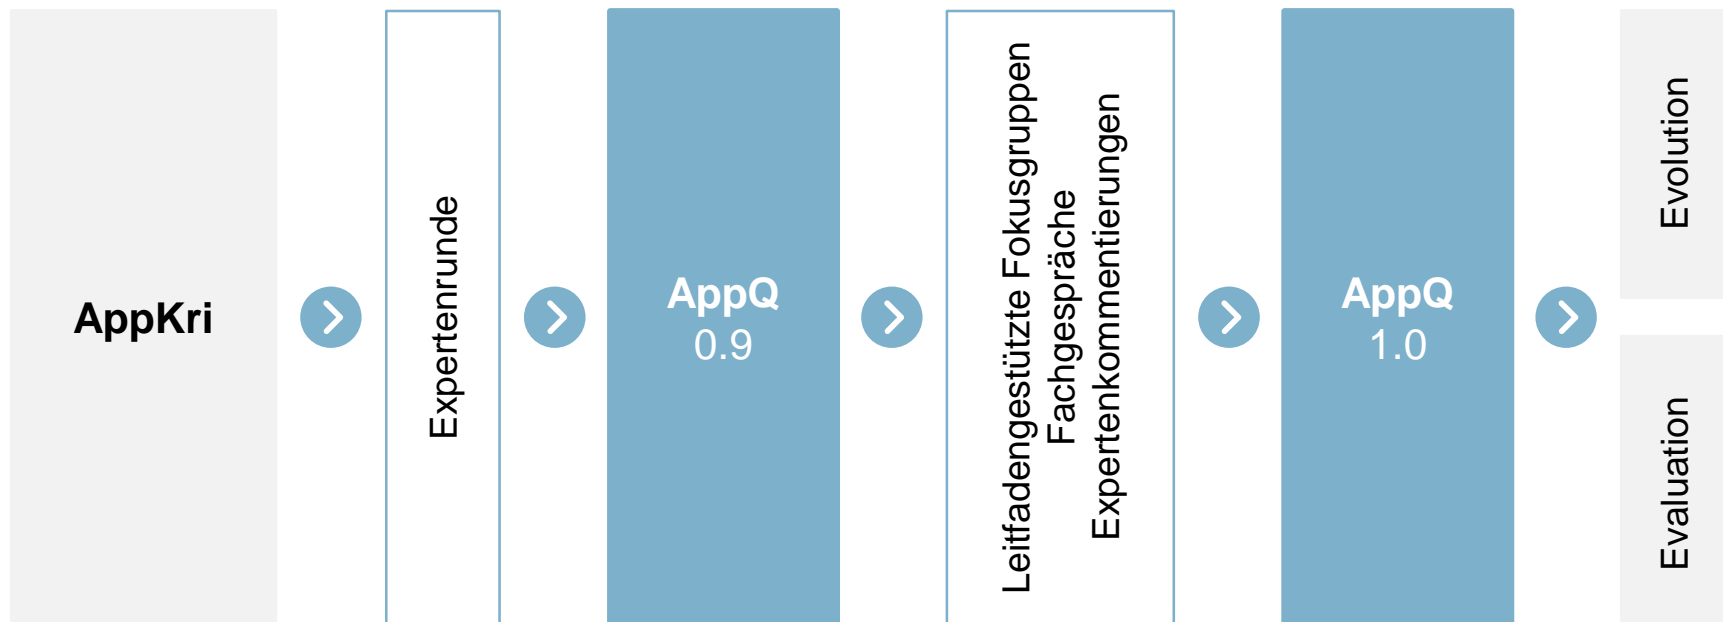 AppKri
Expertenrunde
AppQ
0.9
Leitfadengestützte Fokusgruppen
Fachgespräche
Expertenkommentierungen
AppQ
1.0
Evolution
Evaluation